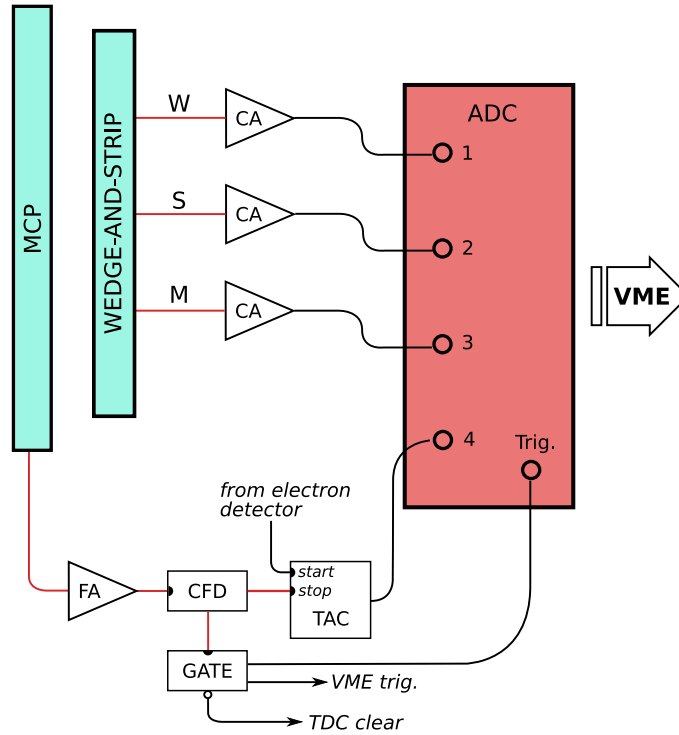 MCP
WEDGE-AND-STRIP
W
CA
S
CA
M
CA
ADC
1
2
3
4
Trig.
VME
from electron
detector
start
stop
TAC
FA
CFD
GATE
VME trig.
TDC clear